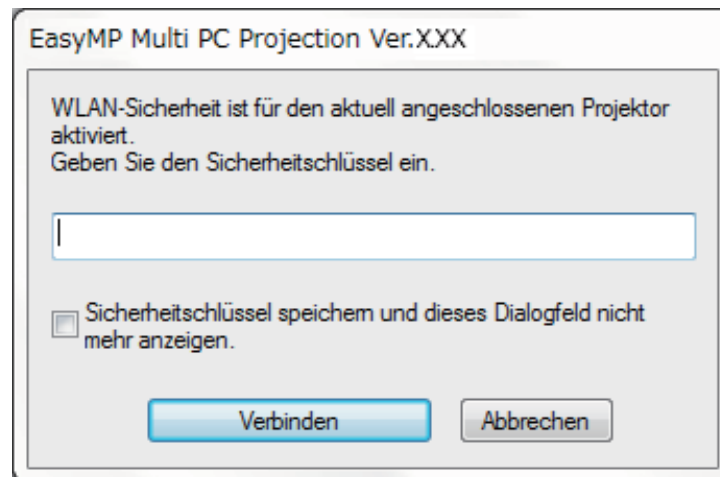 EasyMP Multi PC Projection Ver.X.XX
WLAN-Sicherheit ist für den aktuell angeschlossenen Projektor
aktiviert.
Geben Sie den Sicherheitschlüssel ein.
Sicherheitschlüssel speichern und dieses Dialogfeld nicht
mehr anzeigen.
Verbinden
Abbrechen